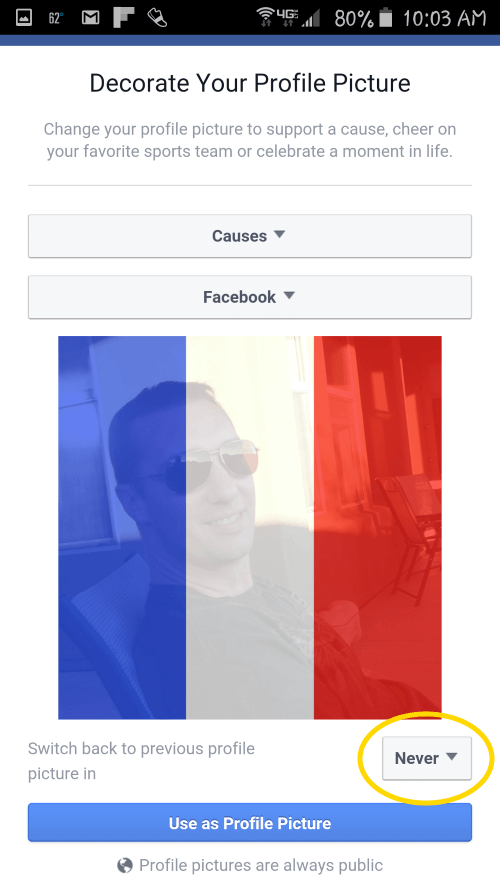 62°
4G
80%
10:03 AM
Decorate Your Profile Picture
Change your profile picture to support a cause, cheer on
your favorite sports team or celebrate a moment in life.
Causes
Facebook
Switch back to previous profile
picture in
Never
Use as Profile Picture
Profile pictures are always public